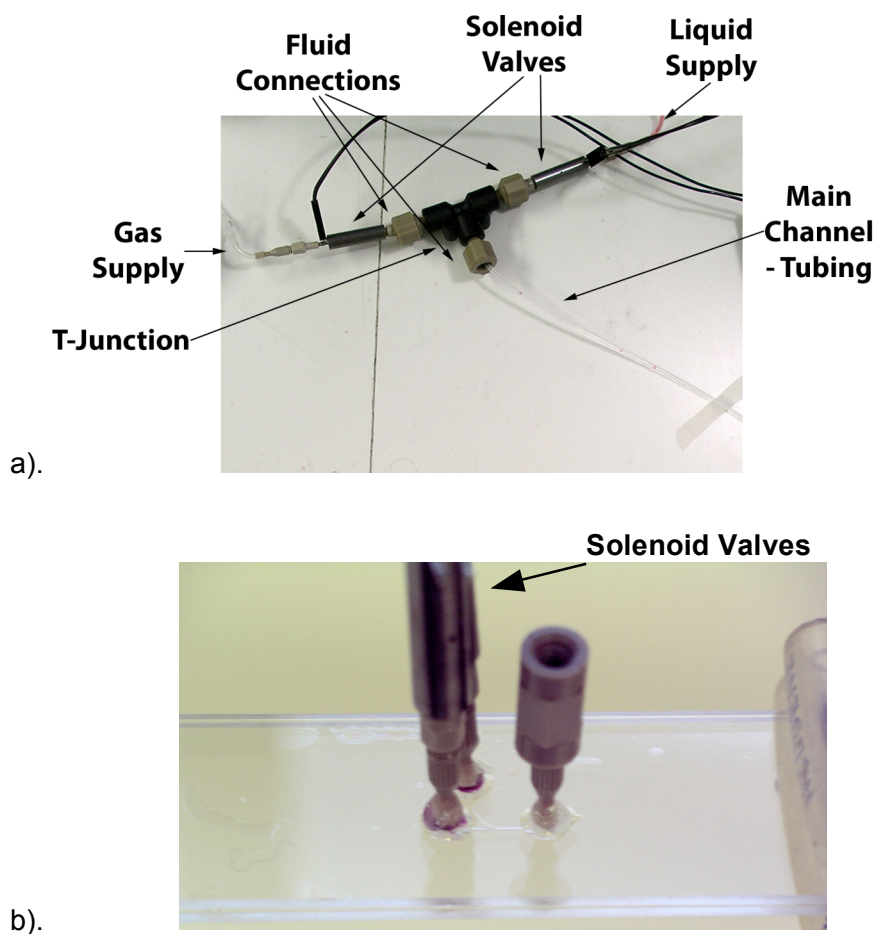 Fluid
Connections
Solenoid
Valves
Liquid
Supply
Gas
Supply
Main
Channel
- Tubing
T-Junction
a).
Solenoid Valves
b).